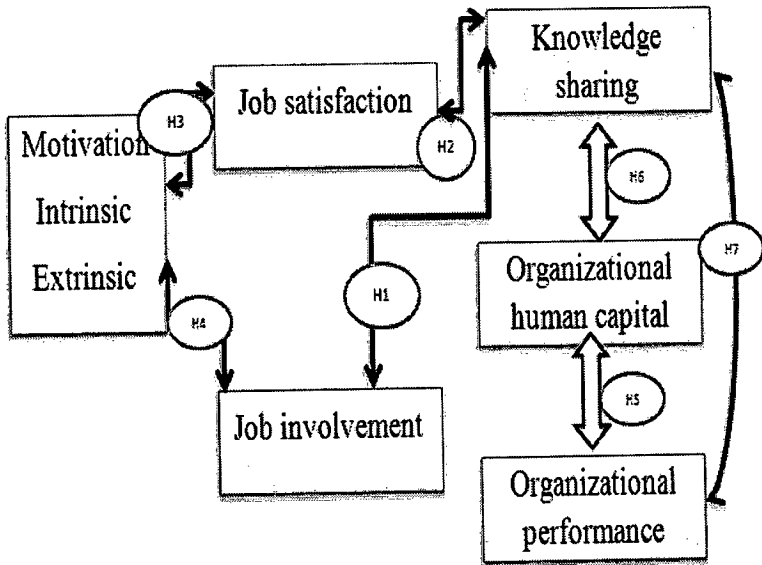 Knowledge
sharing
Job satisfaction
H3
H2
Motivation
Intrinsic
Extrinsic
H6
Organizational
human capital
H7
H1
H4
H5
Job involvement
Organizational
performance